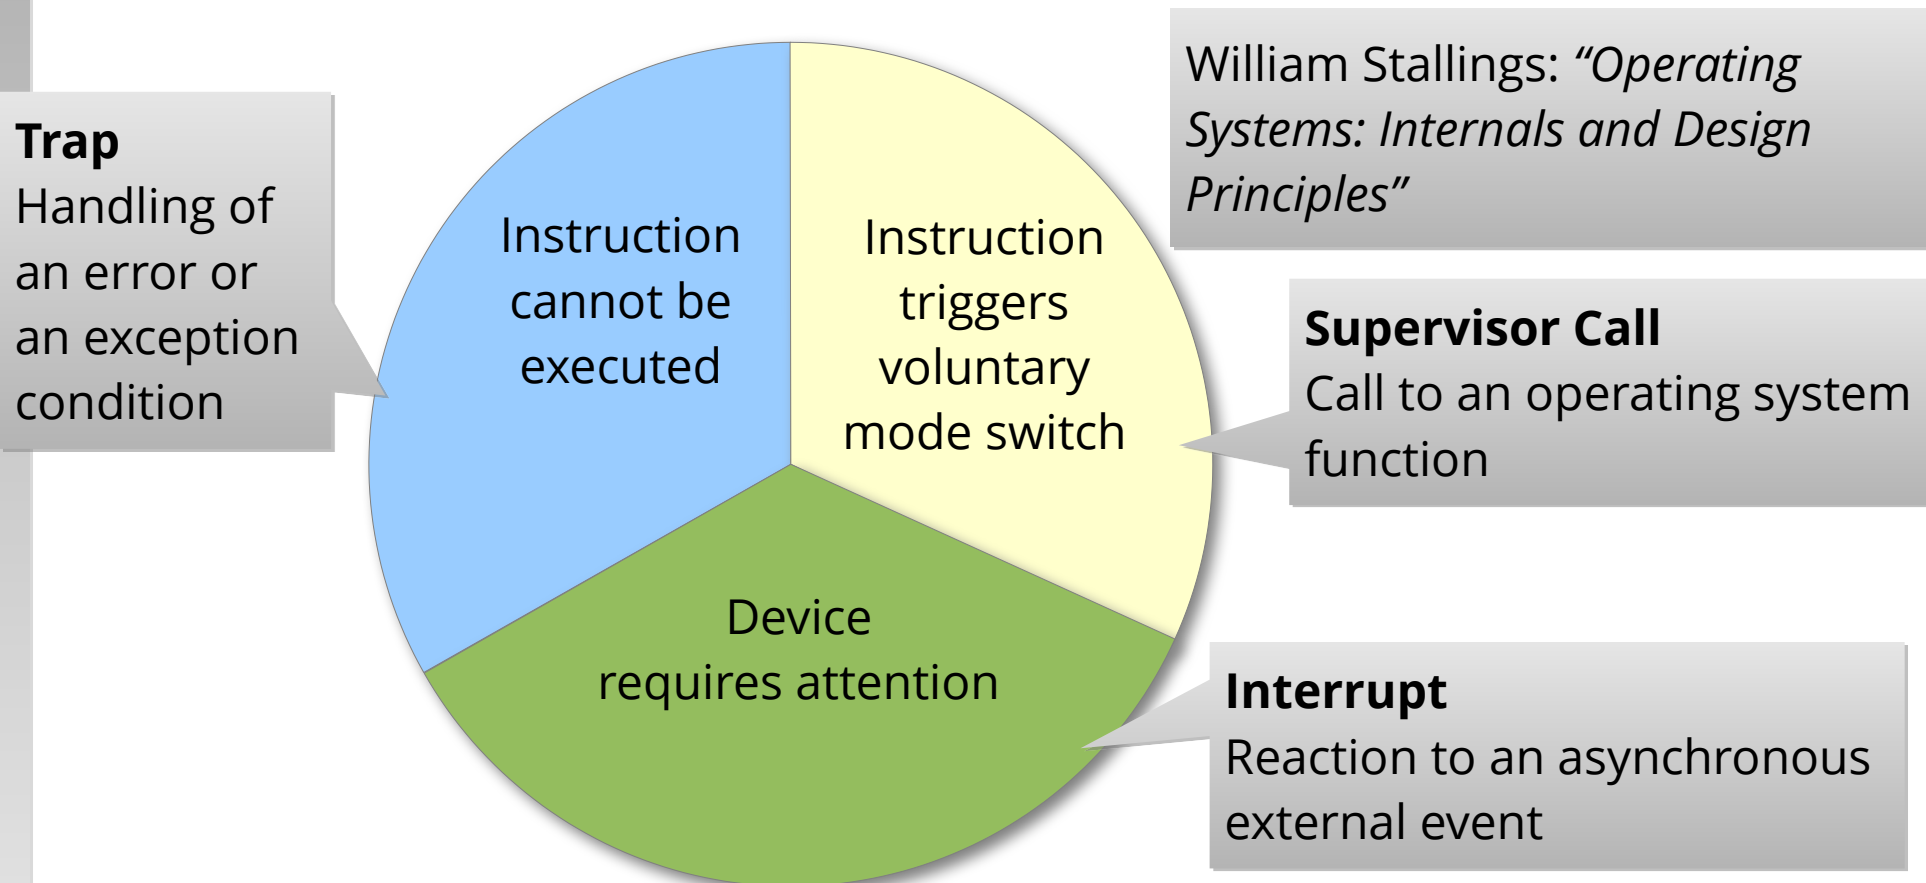 Trap
Handling of
an error or
an exception
condition
Instruction
cannot be
executed
Instruction
triggers
voluntary
mode switch
Device
requires attention
William Stallings: “Operating
Systems: Internals and Design
Principles”
Supervisor Call
Call to an operating system
function
Interrupt
Reaction to an asynchronous
external event